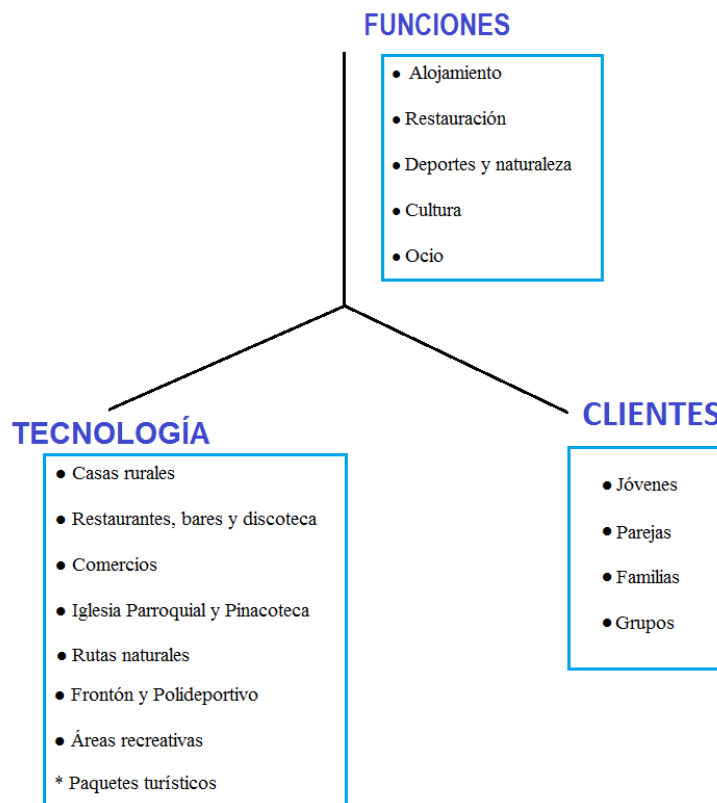 FUNCIONES
● Alojamiento
● Restauración
● Deportes y naturaleza
● Cultura
● Ocio
TECNOLOGÍA
● Casas rurales
● Restaurantes, bares y discoteca
● Comercios
● Iglesia Parroquial y Pinacoteca
● Rutas naturales
● Frontón y Polideportivo
● Áreas recreativas
* Paquetes turísticos
CLIENTES
● Jóvenes
● Parejas
● Familias
● Grupos